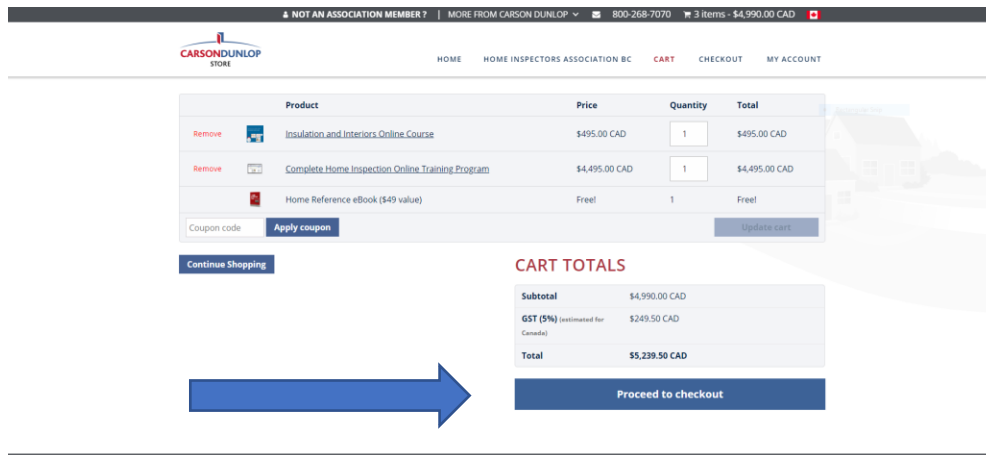 NOT AN ASSOCIATION MEMBER ? | MORE FROM CARSON DUNLOP 800-268-7070 3 items - $4,990.00 CAD
CARSONDUNLOP
STORE
HOME HOME INSPECTORS ASSOCIATION BC CART CHECKOUT MY ACCOUNT
Product Price Quantity Total
Remove Insulation and Interiors Online Course $495.00 CAD 1 $495.00 CAD
Remove Complete Home Inspection Online Training Program $4,495.00 CAD 1 $4,495.00 CAD
Home Reference eBook ($49 value) Free! 1 Free!
Coupon code Apply coupon Update cart
Continue Shopping
CART TOTALS
Subtotal $4,990.00 CAD
GST (5%) (estimated for $249.50 CAD
Canada)
Total $5,239.50 CAD
Proceed to checkout